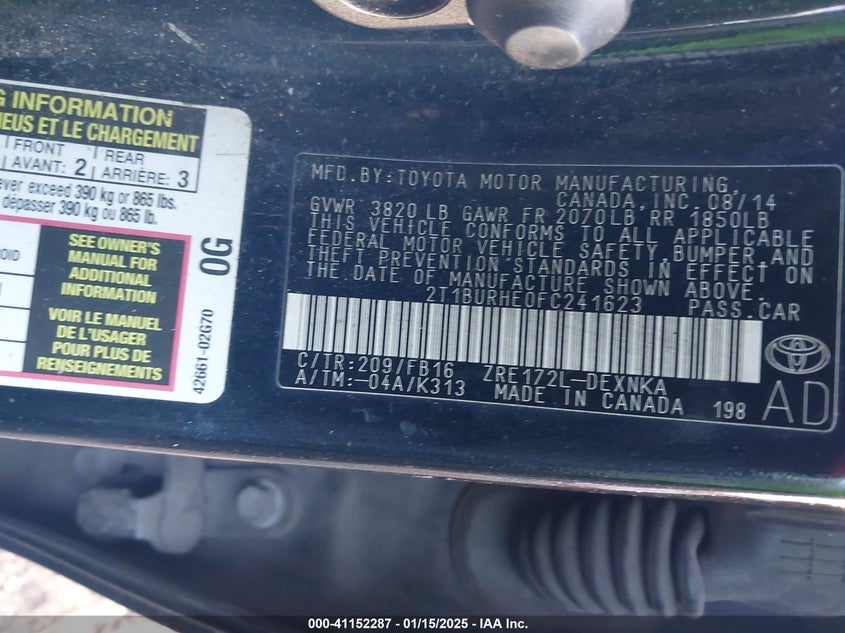 G INFORMATION
NEUS ET LE CHARGEMENT
FRONT REAR
AVANT: 2 ARRIÈRE: 3
ever exceed 390 kg or 865 lbs.
dépasser 390 kg ou 865 lb.
SEE OWNER'S
MANUAL FOR
ADDITIONAL
INFORMATION
VOIR LE MANUEL
DE L'USAGER
POUR PLUS DE
RENSEIGNEMENTS
0G
42661-02G70
MFD.BY:TOYOTA MOTOR MANUFACTURING,
CANADA,INC.08/14
GVWR 3820 LB GAWR FR 2070LB RR 1850LB
THIS VEHICLE CONFORMS TO ALL APPLICABLE
FEDERAL MOTOR VEHICLE SAFETY,BUMPER,AND
THEFT PREVENTION STANDARDS IN EFFECT ON
THE DATE OF MANUFACTURE SHOWN ABOVE.
2T1BURHE0FC241623 PASS.CAR
C/TR:209/FB16 ZRE172L-DEXNKA
A/TM:-04A/K313 MADE IN CANADA 198
AD
000-41152287 - 01/15/2025 - IAA Inc.